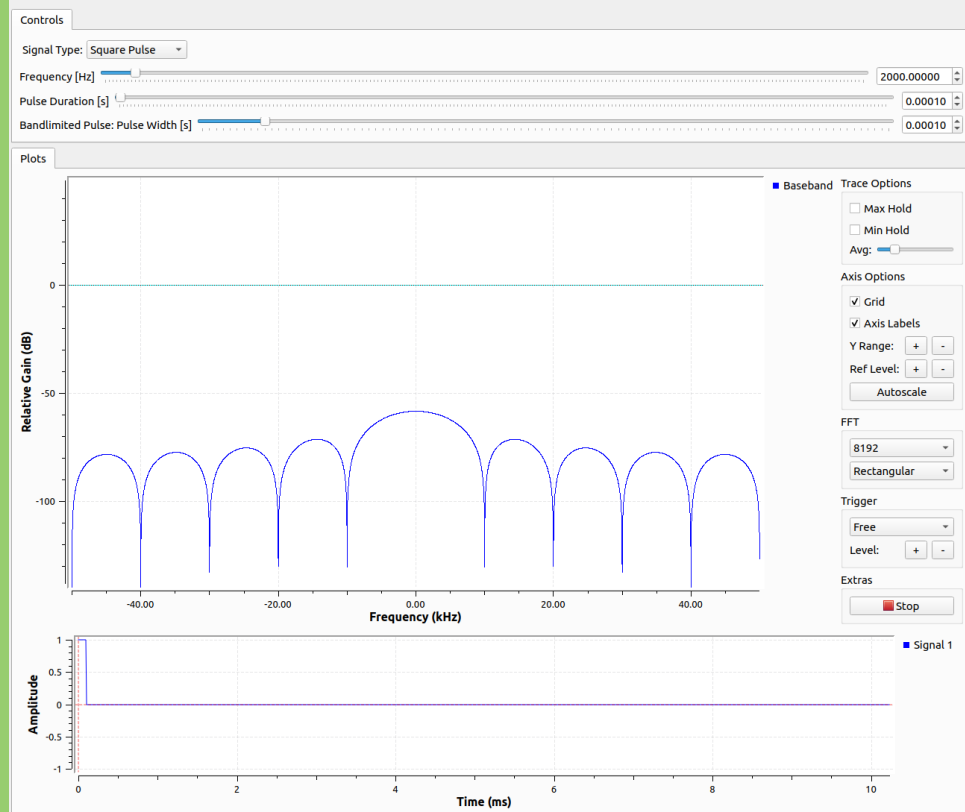 Controls
Signal Type: Square Pulse
Frequency [Hz] 2000.00000
Pulse Duration [s] 0.00010
Bandlimited Pulse: Pulse Width [s] 0.00010
Plots
Baseband
0
-50
-100
Relative Gain (dB)
-40.00 -20.00 0.00 20.00 40.00
Frequency (kHz)
Trace Options
Max Hold
Min Hold
Avg:
Axis Options
Grid
Axis Labels
Y Range: + -
Ref Level: + -
Autoscale
FFT
8192
Rectangular
Trigger
Free
Level: + -
Extras
Stop
Signal 1
1
0.5
0
-0.5
-1
Amplitude
0 2 4 6 8 10
Time (ms)